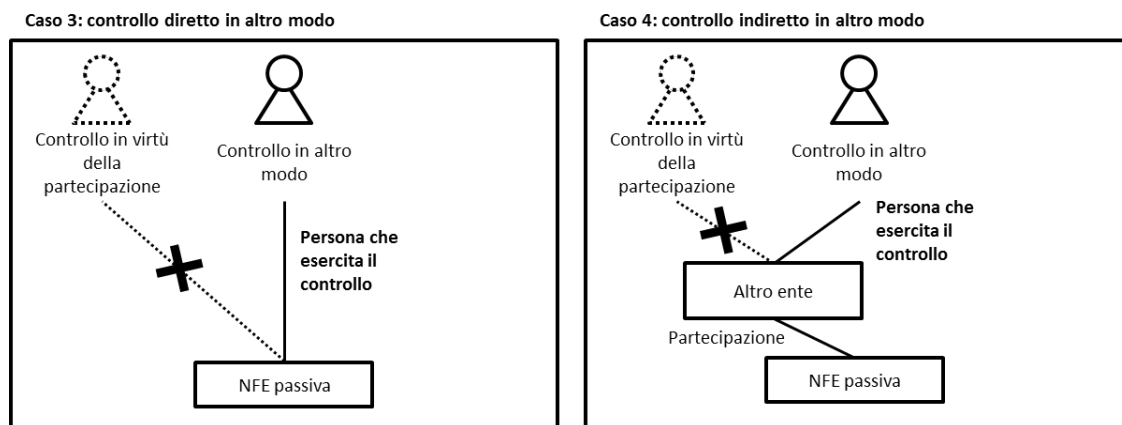 Caso 3: controllo diretto in altro modo
Controllo in virtù
della
partecipazione
Controllo in altro
modo
Persona che
esercita il
controllo
NFE passiva
Caso 4: controllo indiretto in altro modo
Controllo in virtù
della
partecipazione
Controllo in altro
modo
Persona che
esercita il
controllo
Altro ente
Partecipazione
NFE passiva